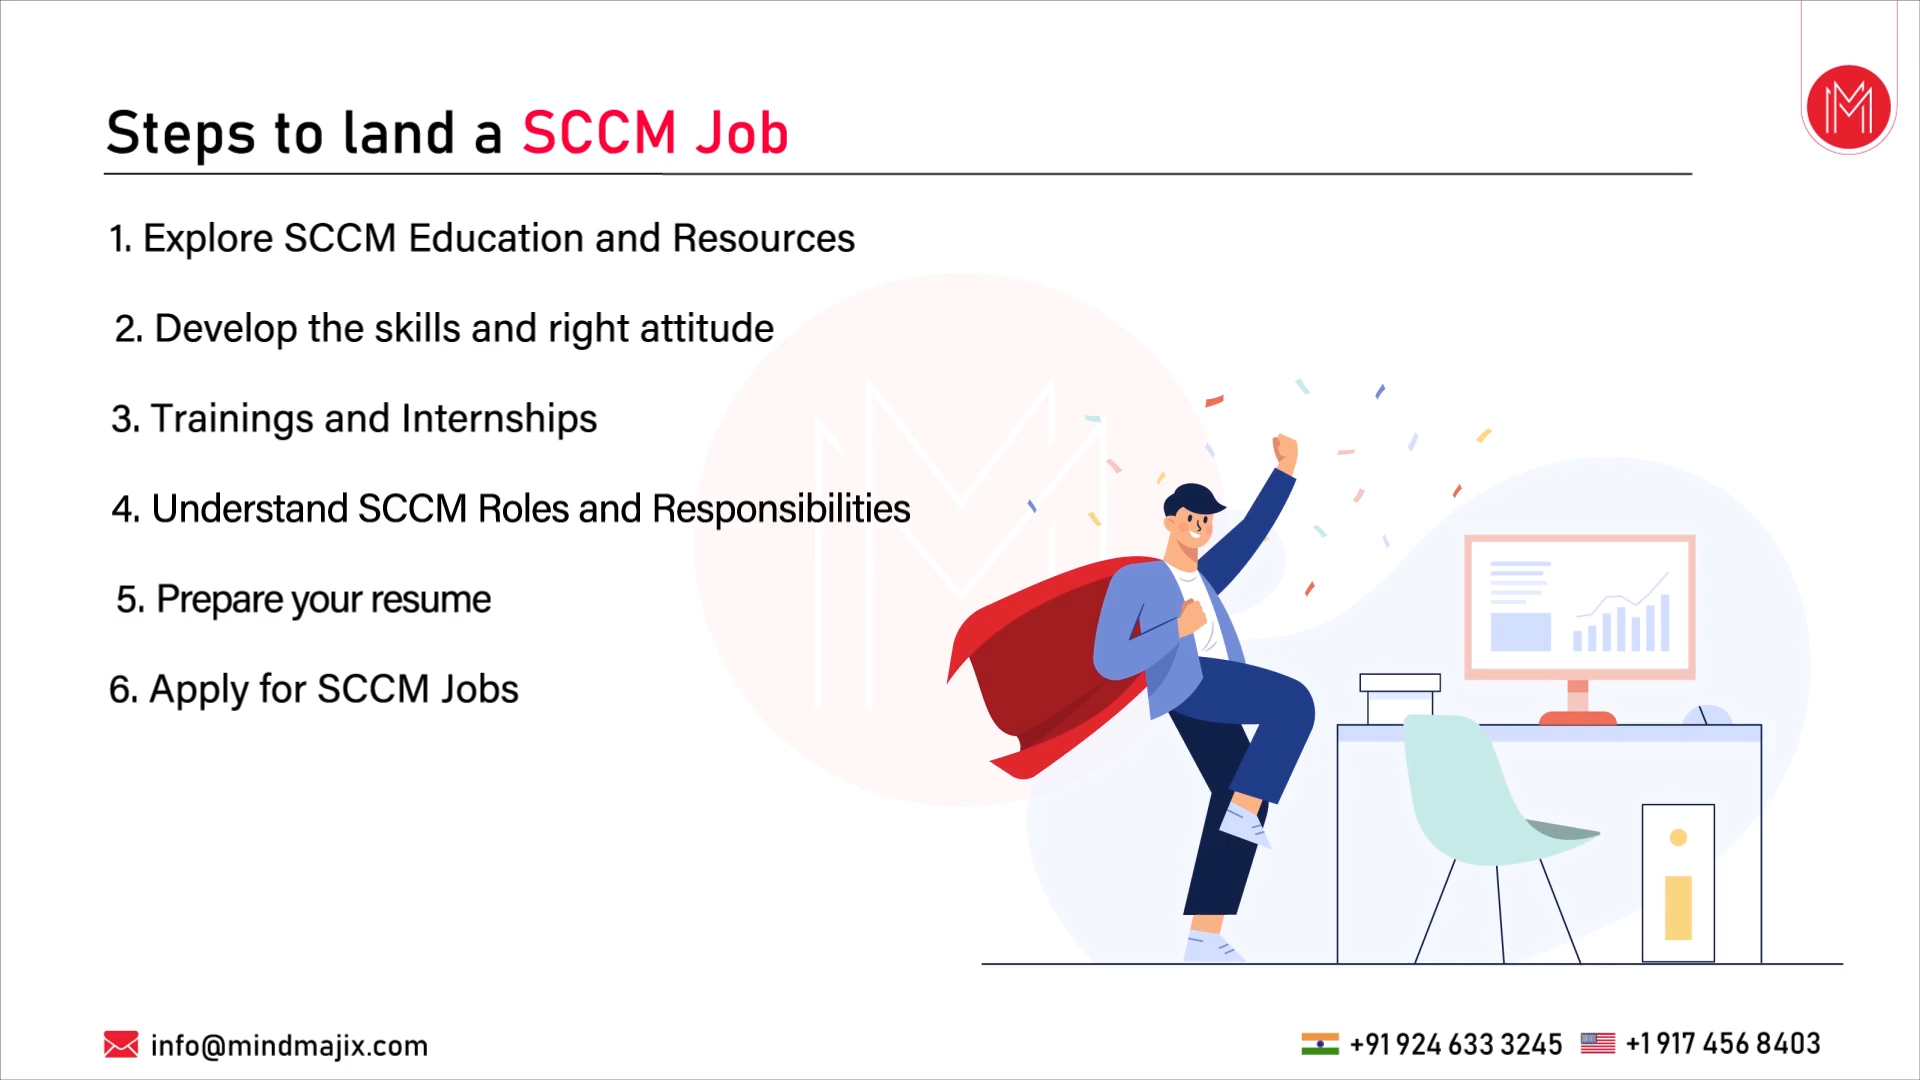 Steps to land a SCCM Job
1. Explore SCCM Education and Resources
2. Develop the skills and right attitude
3. Trainings and Internships
4. Understand SCCM Roles and Responsibilities
5. Prepare your resume
6. Apply for SCCM Jobs
info@mindmajix.com
+91 924 633 3245
+1 917 456 8403